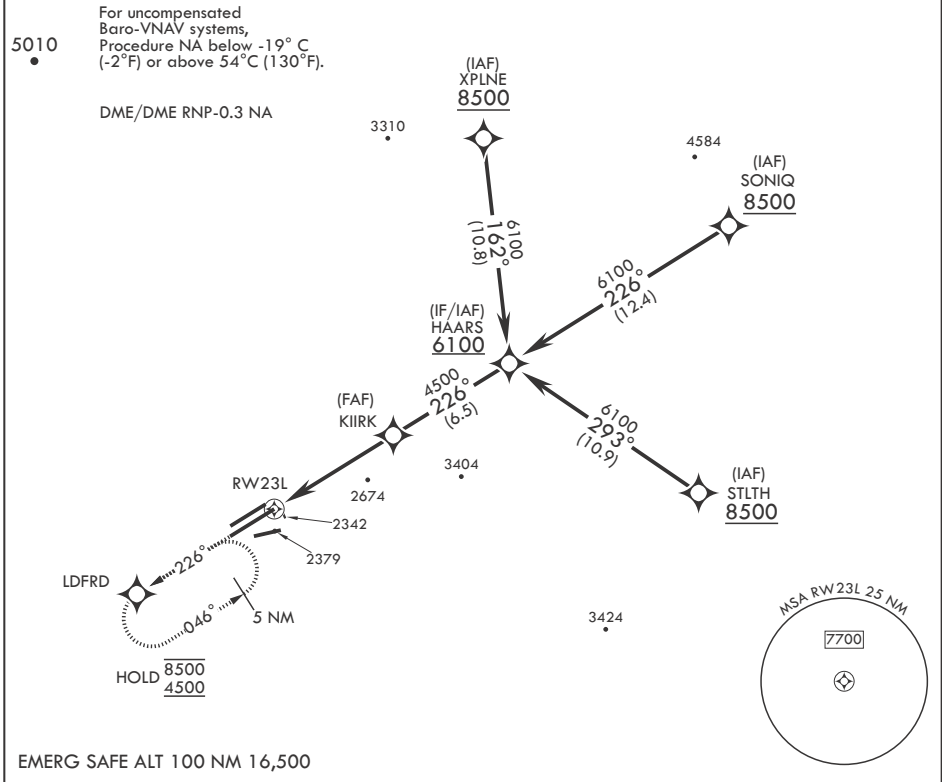 For uncompensated
Baro-VNAV systems,
Procedure NA below -19° C
(-2°F) or above 54°C (130°F).
5010
DME/DME RNP-0.3 NA
(IAF)
XPLNE
8500
3310
4584
(IAF)
SONIQ
8500
6100
162°
(10.8)
6100
226°
(12.4)
(IF/IAF)
HAARS
6100
4500
226°
(6.5)
(FAF)
KIIRK
6100
293°
(10.9)
3404
2674
(IAF)
STLTH
8500
RW23L
2342
2379
226°
LDFRD
046°
5 NM
3424
HOLD 8500
4500
MSA RW23L 25 NM
7700
EMERG SAFE ALT 100 NM 16,500